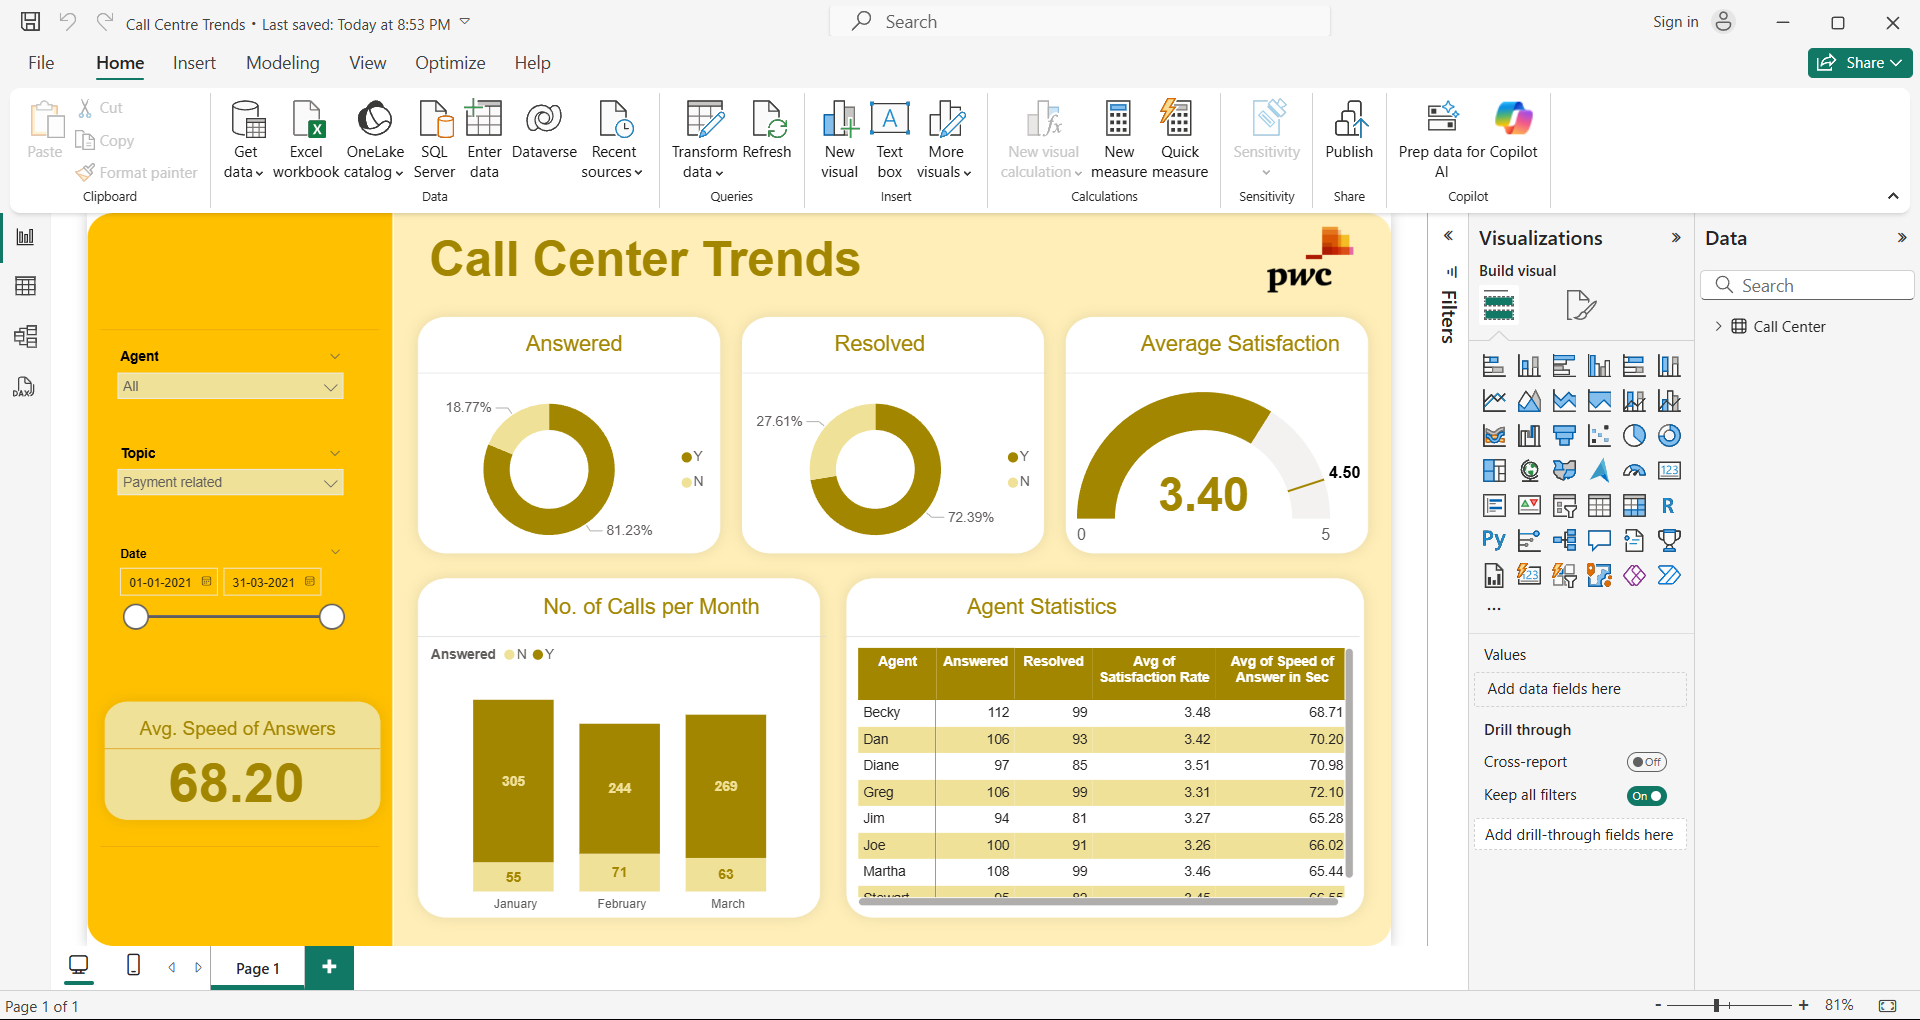 Call Centre Trends • Last saved: Today at 8:53 PM
Search
Sign in
File Home Insert Modeling View Optimize Help
Share
Paste
Cut
Copy
Format painter
Clipboard
Get data
Excel workbook
OneLake catalog
SQL Server
Enter data
Dataverse
Recent sources
Data
Transform data
Refresh
Queries
New visual
Text box
More visuals
Insert
New visual calculation
New measure
Quick measure
Calculations
Sensitivity
Sensitivity
Publish
Share
Prep data for AI
Copilot
Copilot
Call Center Trends
pwc
Agent
All
Topic
Payment related
Date
01-01-2021 31-03-2021
Avg. Speed of Answers
68.20
Answered
18.77%
81.23%
Y
N
Resolved
27.61%
72.39%
Y
N
Average Satisfaction
3.40
4.50
0 5
No. of Calls per Month
Answered N Y
305 244 269
55 71 63
January February March
Agent Statistics
Agent Answered Resolved Avg of Satisfaction Rate Avg of Speed of Answer in Sec
Becky 112 99 3.48 68.71
Dan 106 93 3.42 70.20
Diane 97 85 3.51 70.98
Greg 106 99 3.31 72.10
Jim 94 81 3.27 65.28
Joe 100 91 3.26 66.02
Martha 108 99 3.46 65.44
Filters
Visualizations
Build visual
123
R
Py
123
...
Values
Add data fields here
Drill through
Cross-report Off
Keep all filters On
Add drill-through fields here
Data
Search
Call Center
DAX
Page 1
Page 1 of 1
- + 81%